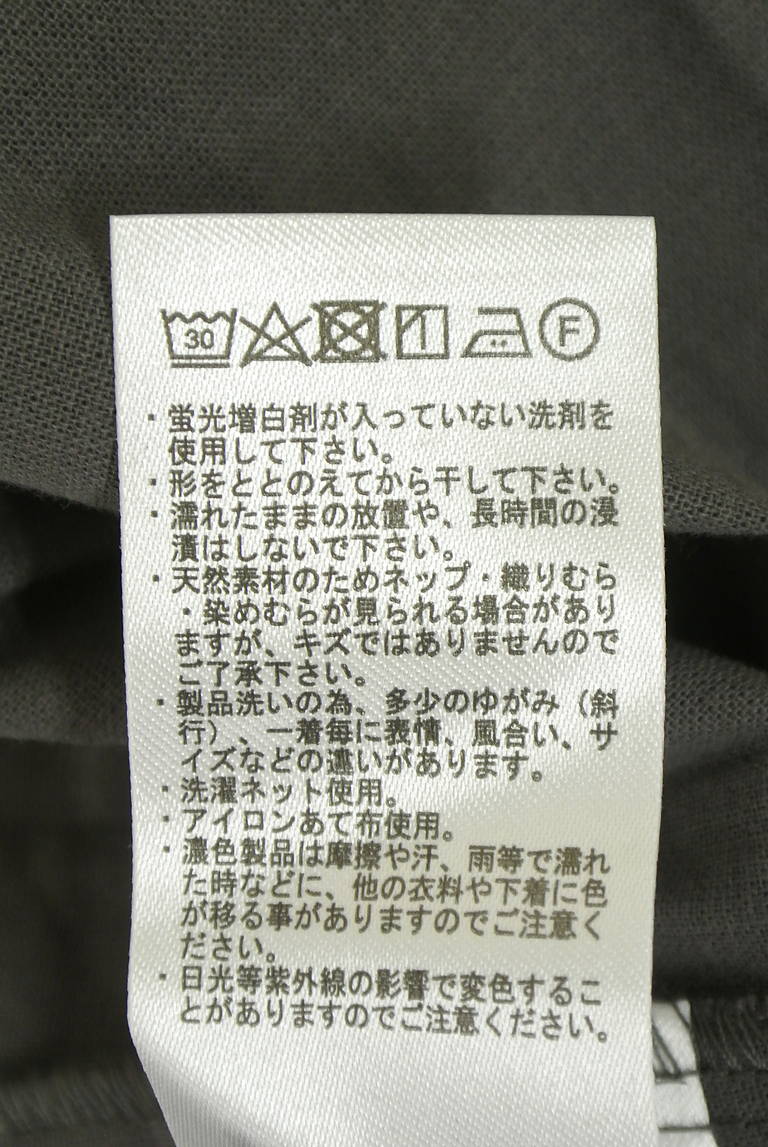 30 F
・蛍光増白剤が入っていない洗剤を
使用して下さい。
・形をととのえてから干して下さい。
・濡れたままの放置や、長時間の浸
漬はしないで下さい。
・天然素材のためネップ・織りむら
・染めむらが見られる場合があり
ますが、キズではありませんので
ご了承下さい。
・製品洗いの為、多少のゆがみ（斜
行）、一着毎に表情、風合い、サ
イズなどの違いがあります。
・洗濯ネット使用。
・アイロンあて布使用。
・濃色製品は摩擦や汗、雨等で濡れ
た時などに、他の衣料や下着に色
が移る事がありますのでご注意く
ださい。
・日光等紫外線の影響で変色するこ
とがありますのでご注意ください。